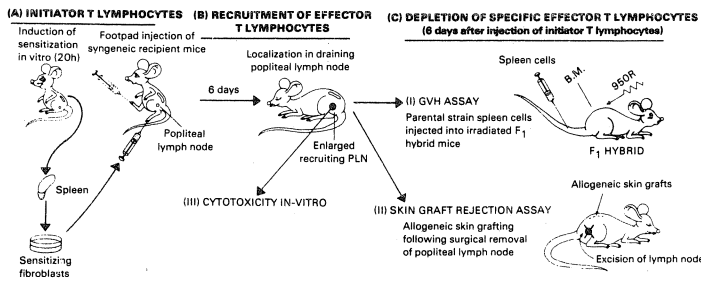 (A) INITIATOR T LYMPHOCYTES
Induction of
sensitization
in vitro (20h)
Footpad injection of
syngeneic recipient mice
Popliteal
lymph node
Spleen
Sensitizing
fibroblasts
(B) RECRUITMENT OF EFFECTOR
T LYMPHOCYTES
Localization in draining
popliteal lymph node
6 days
Enlarged
recruiting PLN
(III) CYTOTOXICITY IN-VITRO
(C) DEPLETION OF SPECIFIC EFFECTOR T LYMPHOCYTES
(6 days after injection of initiator T lymphocytes)
Spleen cells
B.M.
950R
(I) GVH ASSAY
Parental strain spleen cells
injected into irradiated F1
hybrid mice
F1 HYBRID
(II) SKIN GRAFT REJECTION ASSAY
Allogeneic skin grafting
following surgical removal
of popliteal lymph node
Allogeneic skin grafts
Excision of lymph node